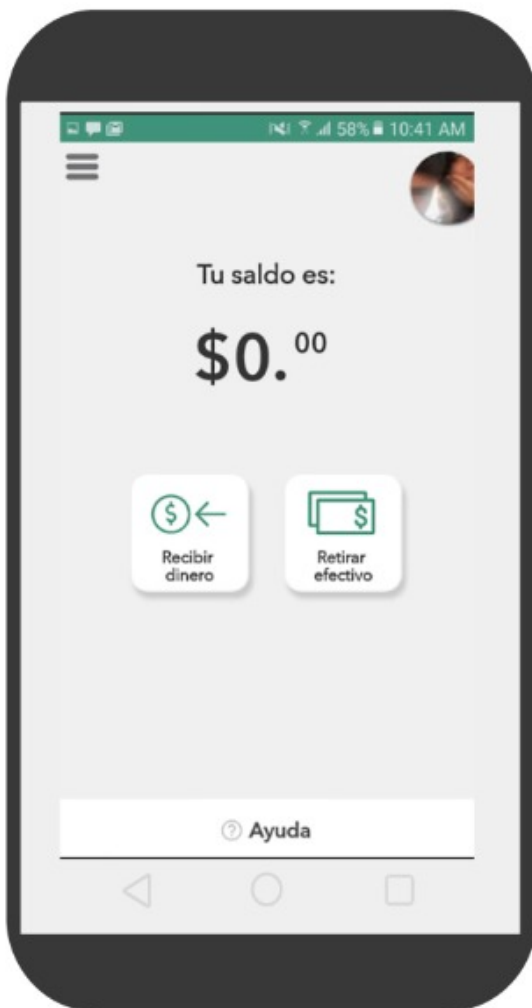 58% 10:41 AM
Tu saldo es:
$0.00
Recibir
dinero
Retirar
efectivo
Ayuda